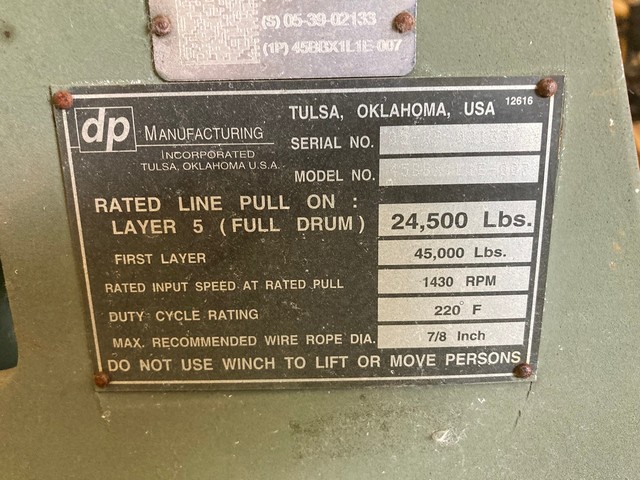 (S) 05-39-02133
(1P) 45BBX1L1E-007
TULSA, OKLAHOMA, USA 12616
dp MANUFACTURING
INCORPORATED
TULSA, OKLAHOMA U.S.A.
SERIAL NO.
MODEL NO.
RATED LINE PULL ON :
LAYER 5 (FULL DRUM) 24,500 Lbs.
FIRST LAYER 45,000 Lbs.
RATED INPUT SPEED AT RATED PULL 1430 RPM
DUTY CYCLE RATING 220° F
MAX. RECOMMENDED WIRE ROPE DIA. 7/8 Inch
DO NOT USE WINCH TO LIFT OR MOVE PERSONS